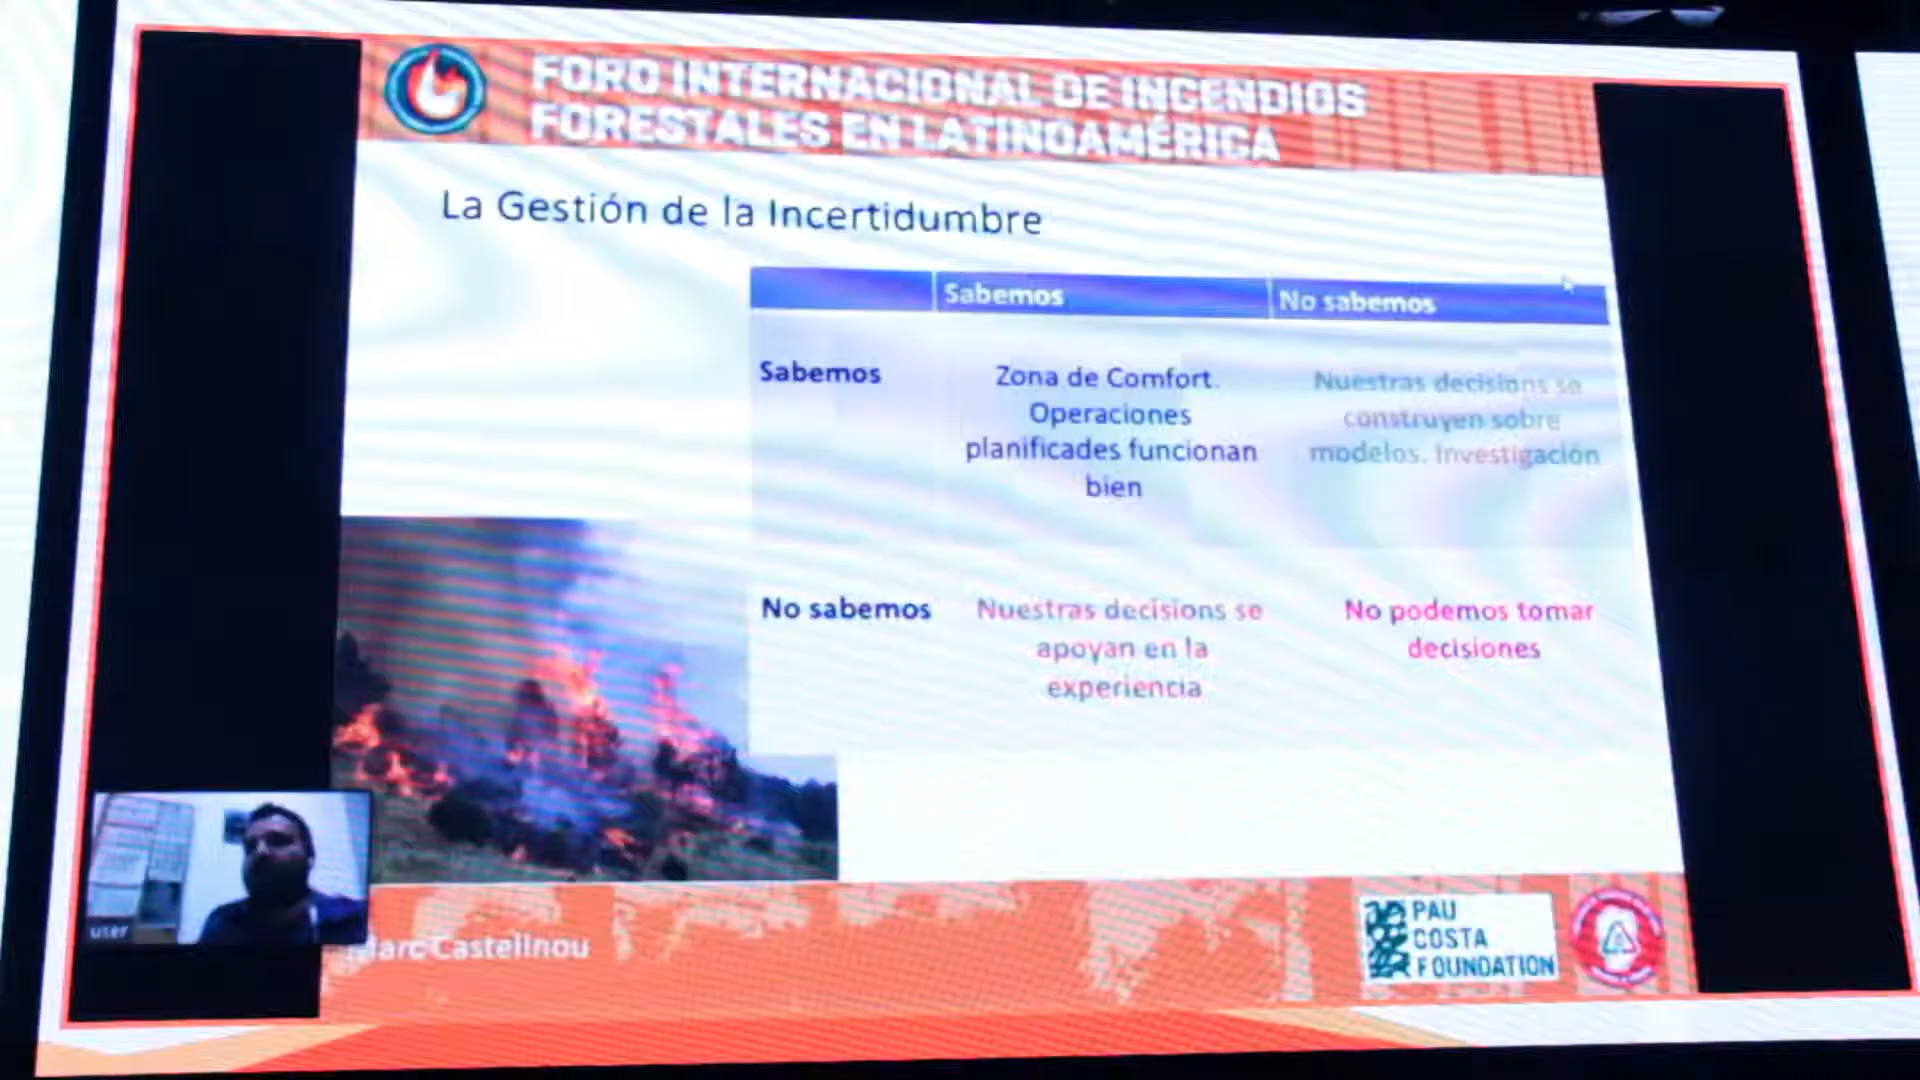 FORO INTERNACIONAL DE INCENDIOS
FORESTALES EN LATINOAMÉRICA
La Gestión de la Incertidumbre
Sabemos
No sabemos
Sabemos
Zona de Comfort.
Operaciones
planificades funcionan
bien
Nuestras decisions se
construyen sobre
modelos. Investigación
No sabemos
Nuestras decisions se
apoyan en la
experiencia
No podemos tomar
decisiones
user
Marc Castellnou
PAU
COSTA
FOUNDATION